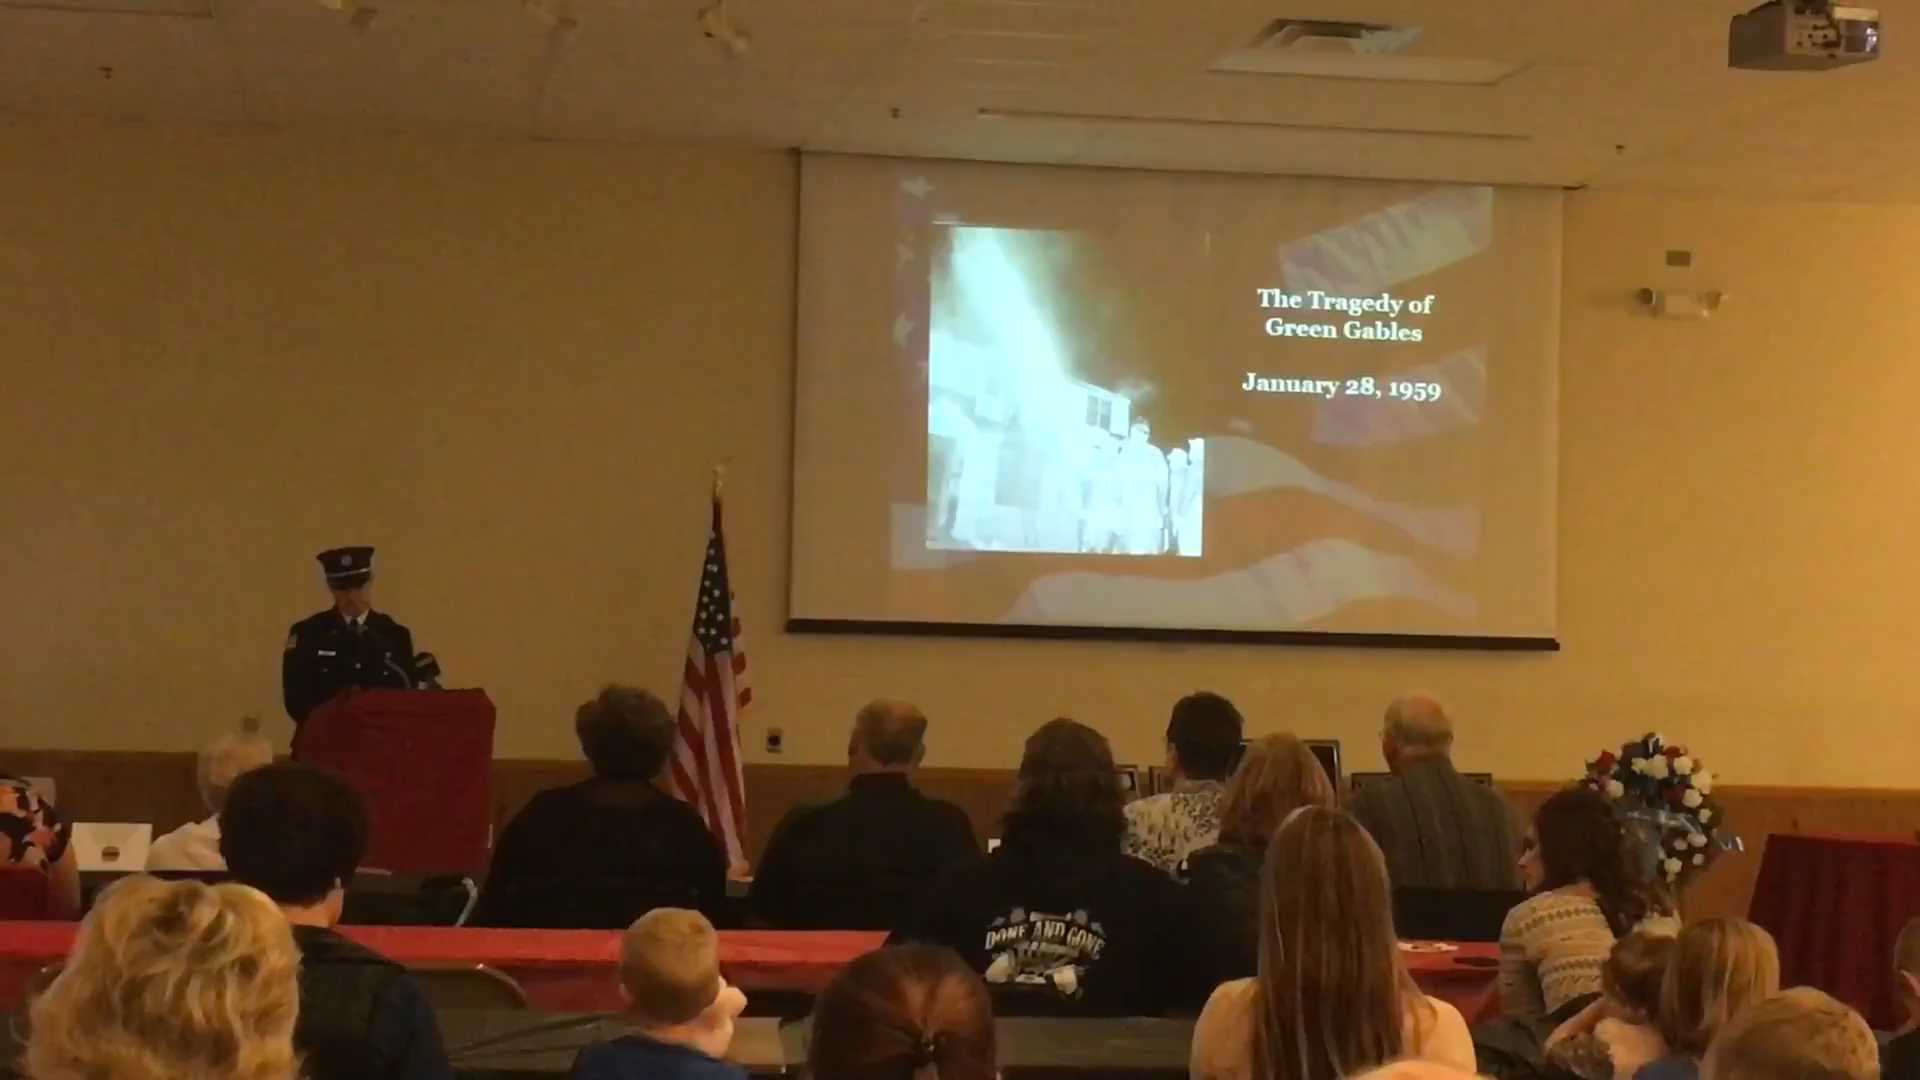 The Tragedy of
Green Gables
January 28, 1959
DONE AND GONE